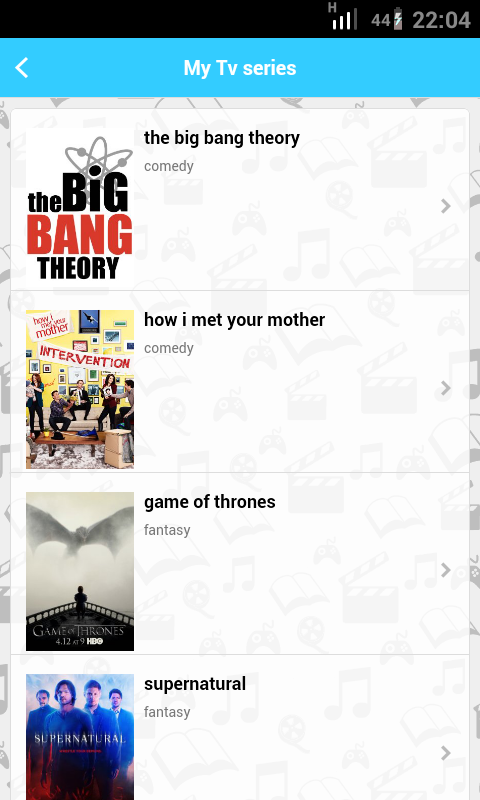 H
44
22:04
My Tv series
the big bang theory
comedy
the BiG
BANG
THEORY
how i met your mother
comedy
how i
met your
mother
INTERVENTION
game of thrones
fantasy
GAME OF THRONES
4.12 AT 9 HBO
supernatural
fantasy
SUPERNATURAL